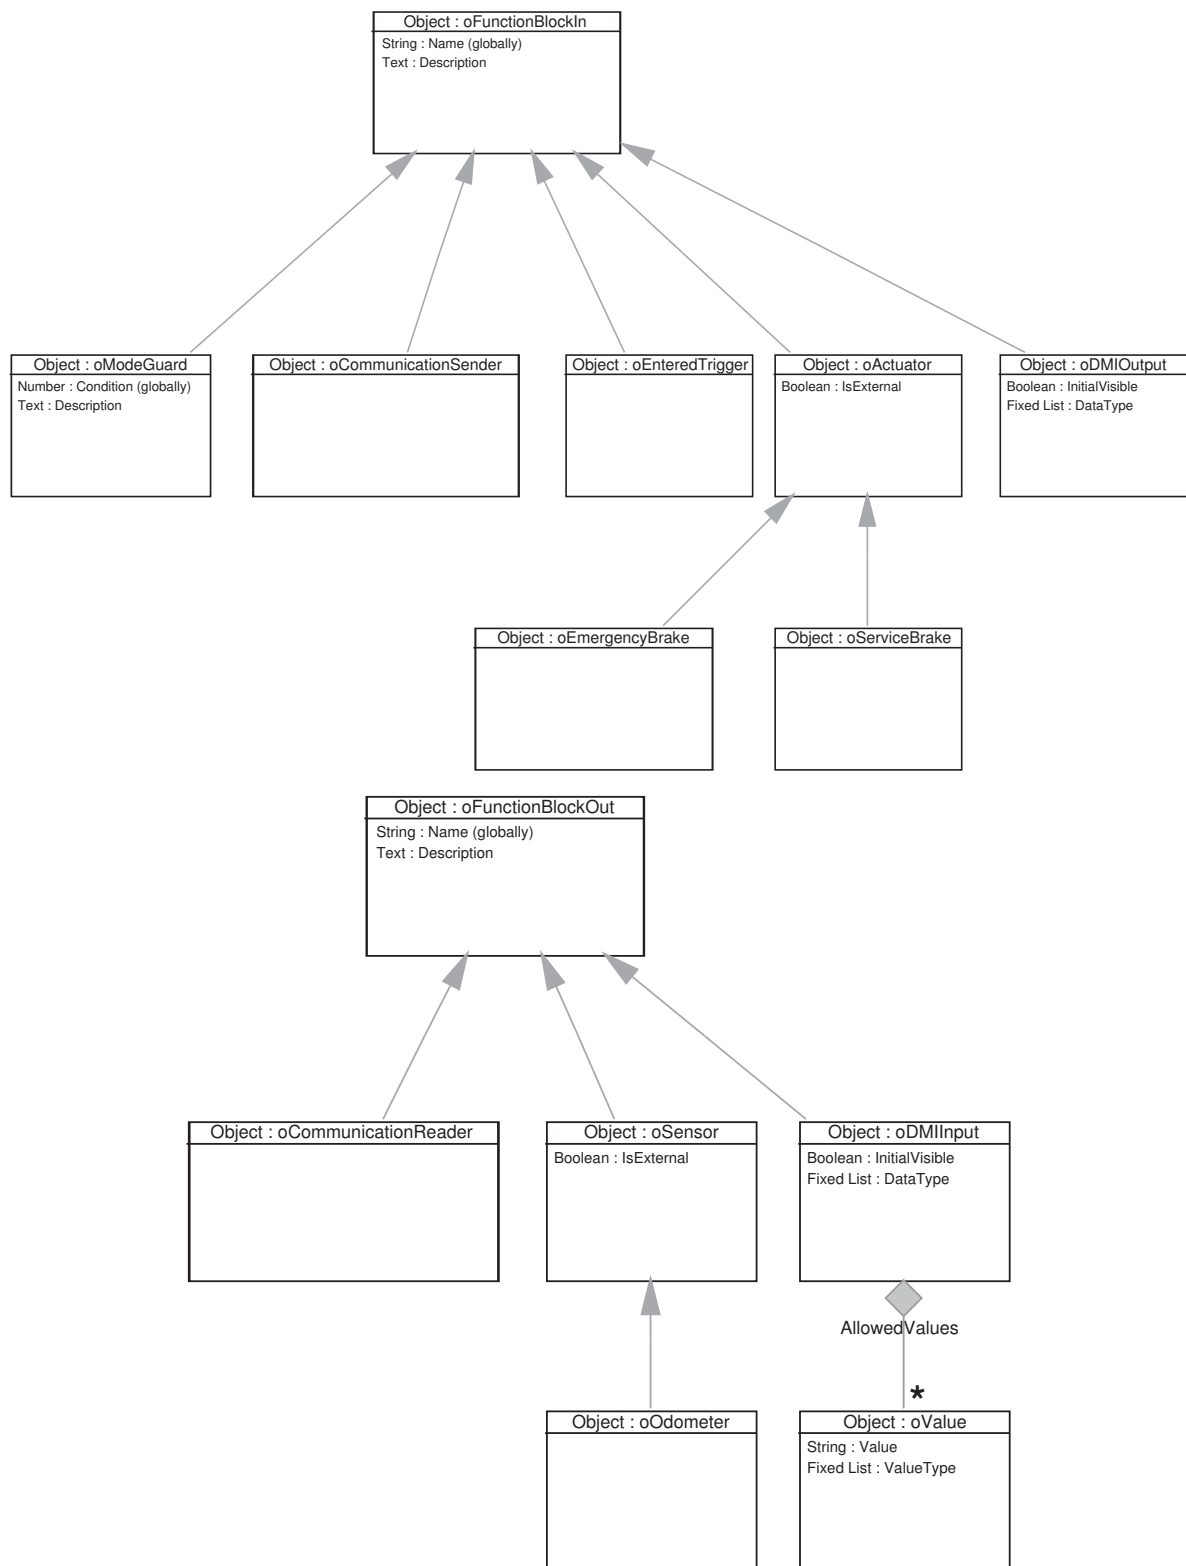 Object : oFunctionBlockIn
String : Name (globally)
Text : Description
Object : oModeGuard
Number : Condition (globally)
Text : Description
Object : oCommunicationSender
Object : oEnteredTrigger
Object : oActuator
Boolean : IsExternal
Object : oDMIOutput
Boolean : InitialVisible
Fixed List : DataType
Object : oEmergencyBrake
Object : oServiceBrake
Object : oFunctionBlockOut
String : Name (globally)
Text : Description
Object : oCommunicationReader
Object : oSensor
Boolean : IsExternal
Object : oDMIInput
Boolean : InitialVisible
Fixed List : DataType
AllowedValues
*
Object : oOdometer
Object : oValue
String : Value
Fixed List : ValueType